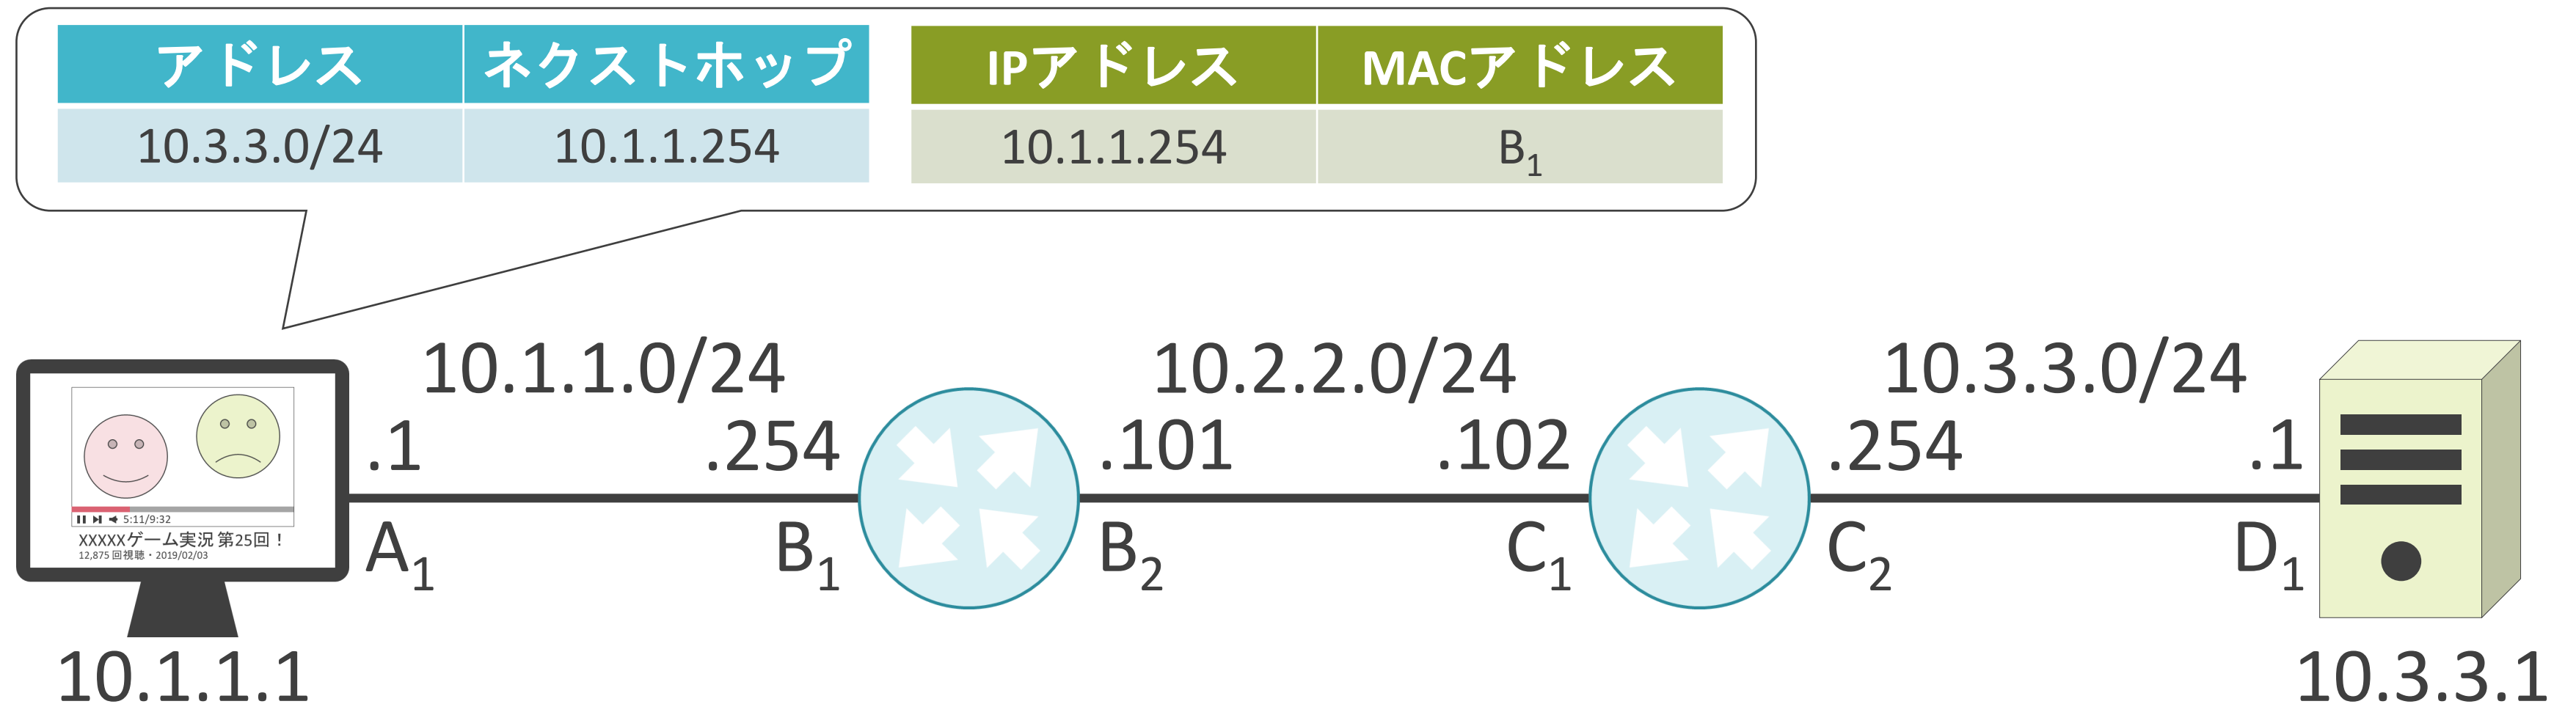 アドレス ネクストホップ IPアドレス MACアドレス
10.3.3.0/24 10.1.1.254 10.1.1.254 B1
10.1.1.0/24 10.2.2.0/24 10.3.3.0/24
.1 .254 .101 .102 .254 .1
5:11/9:32
XXXXXゲーム実況 第25回！
12,875 回視聴・2019/02/03
A1 B1 B2 C1 C2 D1
10.1.1.1 10.3.3.1